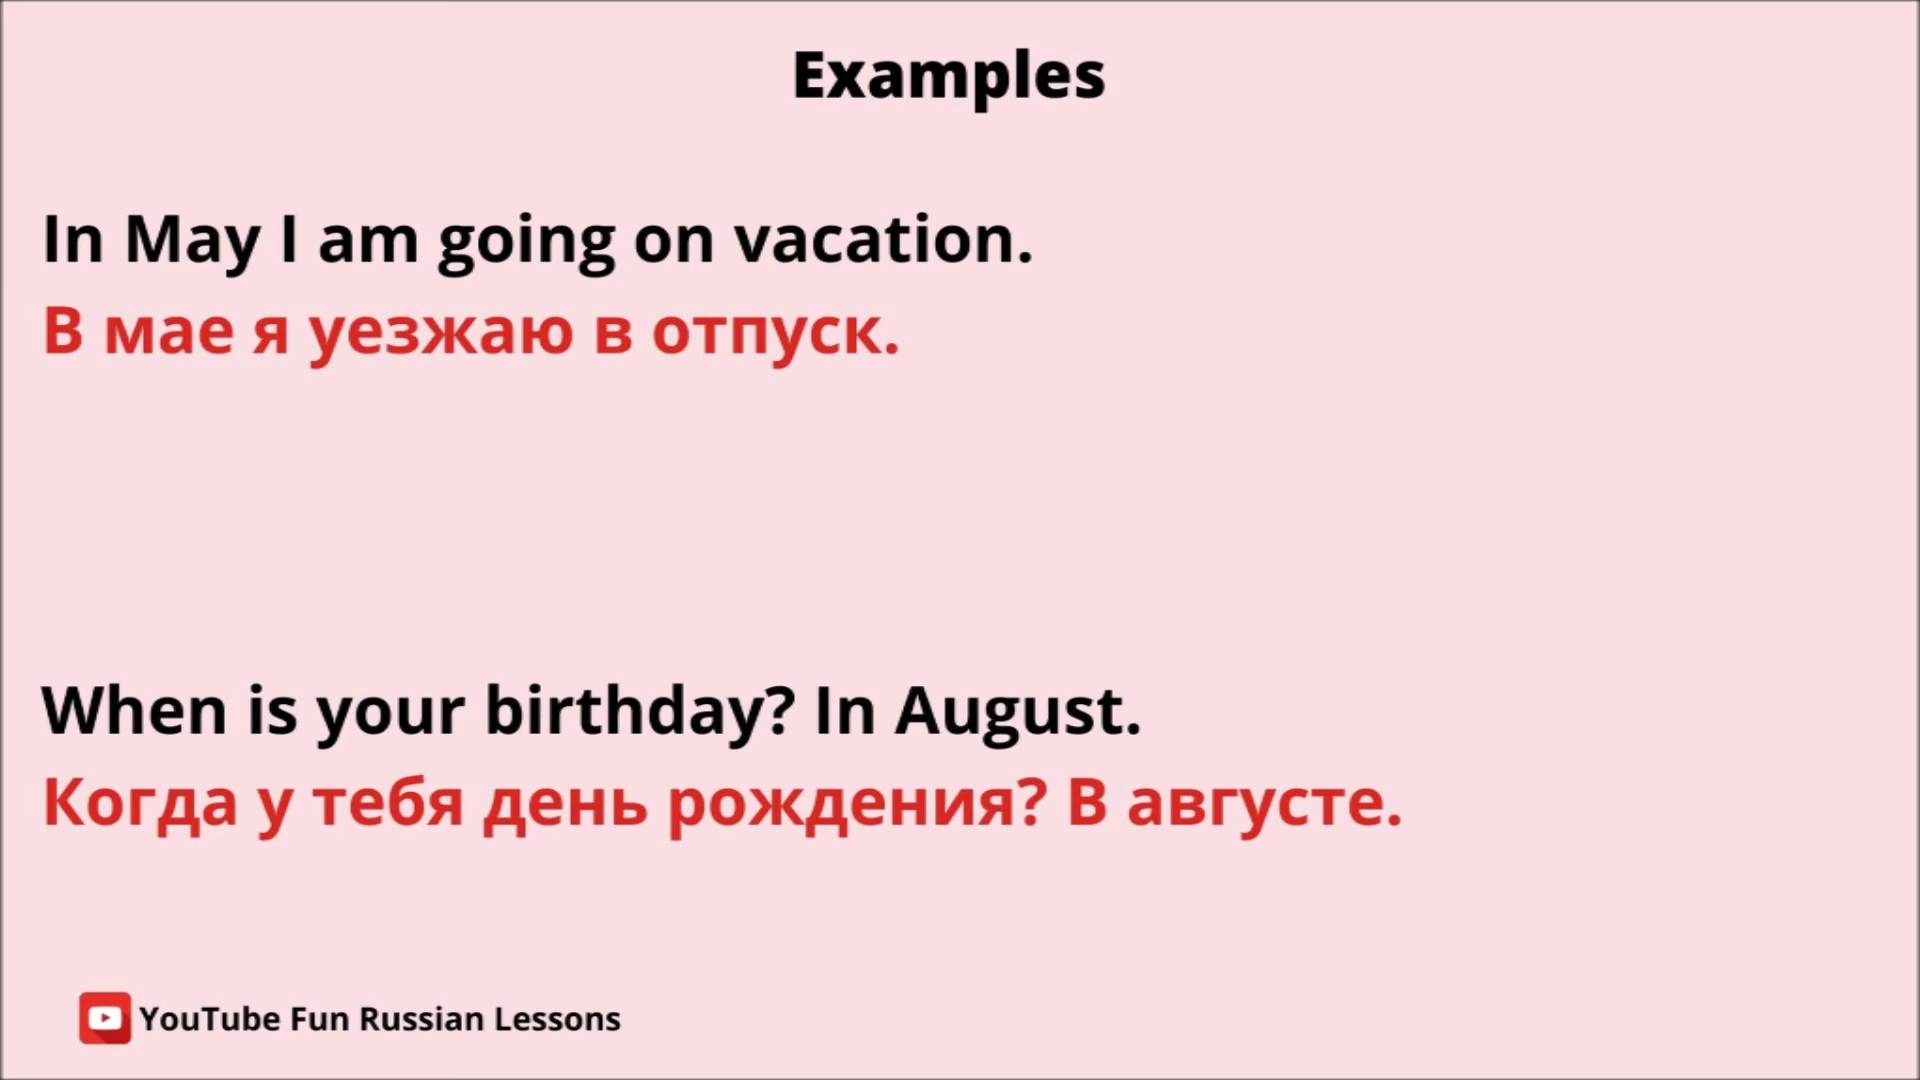 Examples
In May I am going on vacation.
В мае я уезжаю в отпуск.
When is your birthday? In August.
Когда у тебя день рождения? В августе.
YouTube Fun Russian Lessons